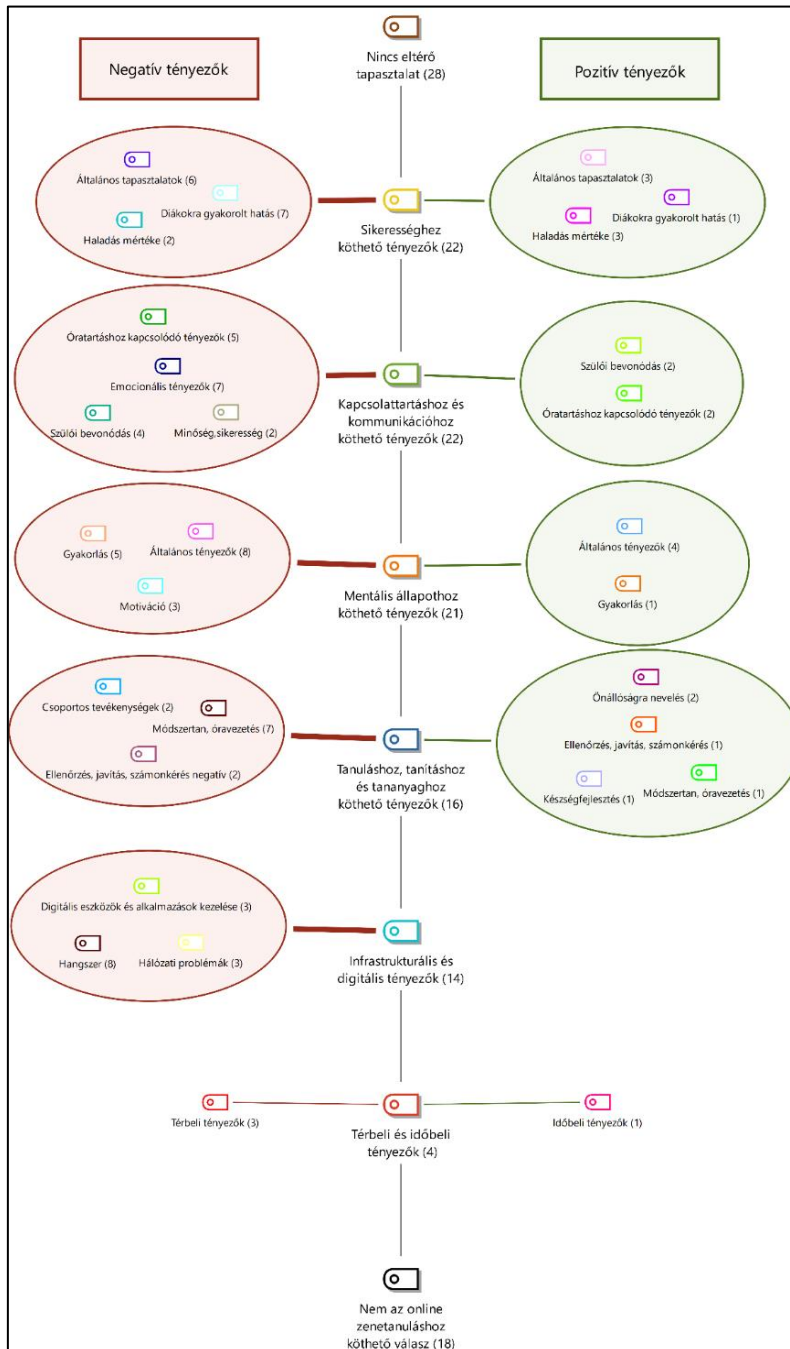 Nincs eltérő
tapasztalat (28)
Negatív tényezők
Pozitív tényezők
Általános tapasztalatok (6)
Diákokra gyakorolt hatás (7)
Haladás mértéke (2)
Sikerességhez
köthető tényezők (22)
Általános tapasztalatok (3)
Diákokra gyakorolt hatás (1)
Haladás mértéke (3)
Óratartáshoz kapcsolódó tényezők (5)
Emocionális tényezők (7)
Szülői bevonódás (4)
Minőség,sikeresség (2)
Kapcsolattartáshoz és
kommunikációhoz
köthető tényezők (22)
Szülői bevonódás (2)
Óratartáshoz kapcsolódó tényezők (2)
Gyakorlás (5)
Általános tényezők (8)
Motiváció (3)
Mentális állapothoz
köthető tényezők (21)
Általános tényezők (4)
Gyakorlás (1)
Csoportos tevékenységek (2)
Módszertan, óravezetés (7)
Ellenőrzés, javítás, számonkérés negatív (2)
Tanuláshoz, tanításhoz
és tananyaghoz
köthető tényezők (16)
Önállóságra nevelés (2)
Ellenőrzés, javítás, számonkérés (1)
Készségfejlesztés (1)
Módszertan, óravezetés (1)
Digitális eszközök és alkalmazások kezelése (3)
Hangszer (8)
Hálózati problémák (3)
Infrastrukturális és
digitális tényezők (14)
Térbeli tényezők (3)
Térbeli és időbeli
tényezők (4)
Időbeli tényezők (1)
Nem az online
zenetanuláshoz
köthető válasz (18)